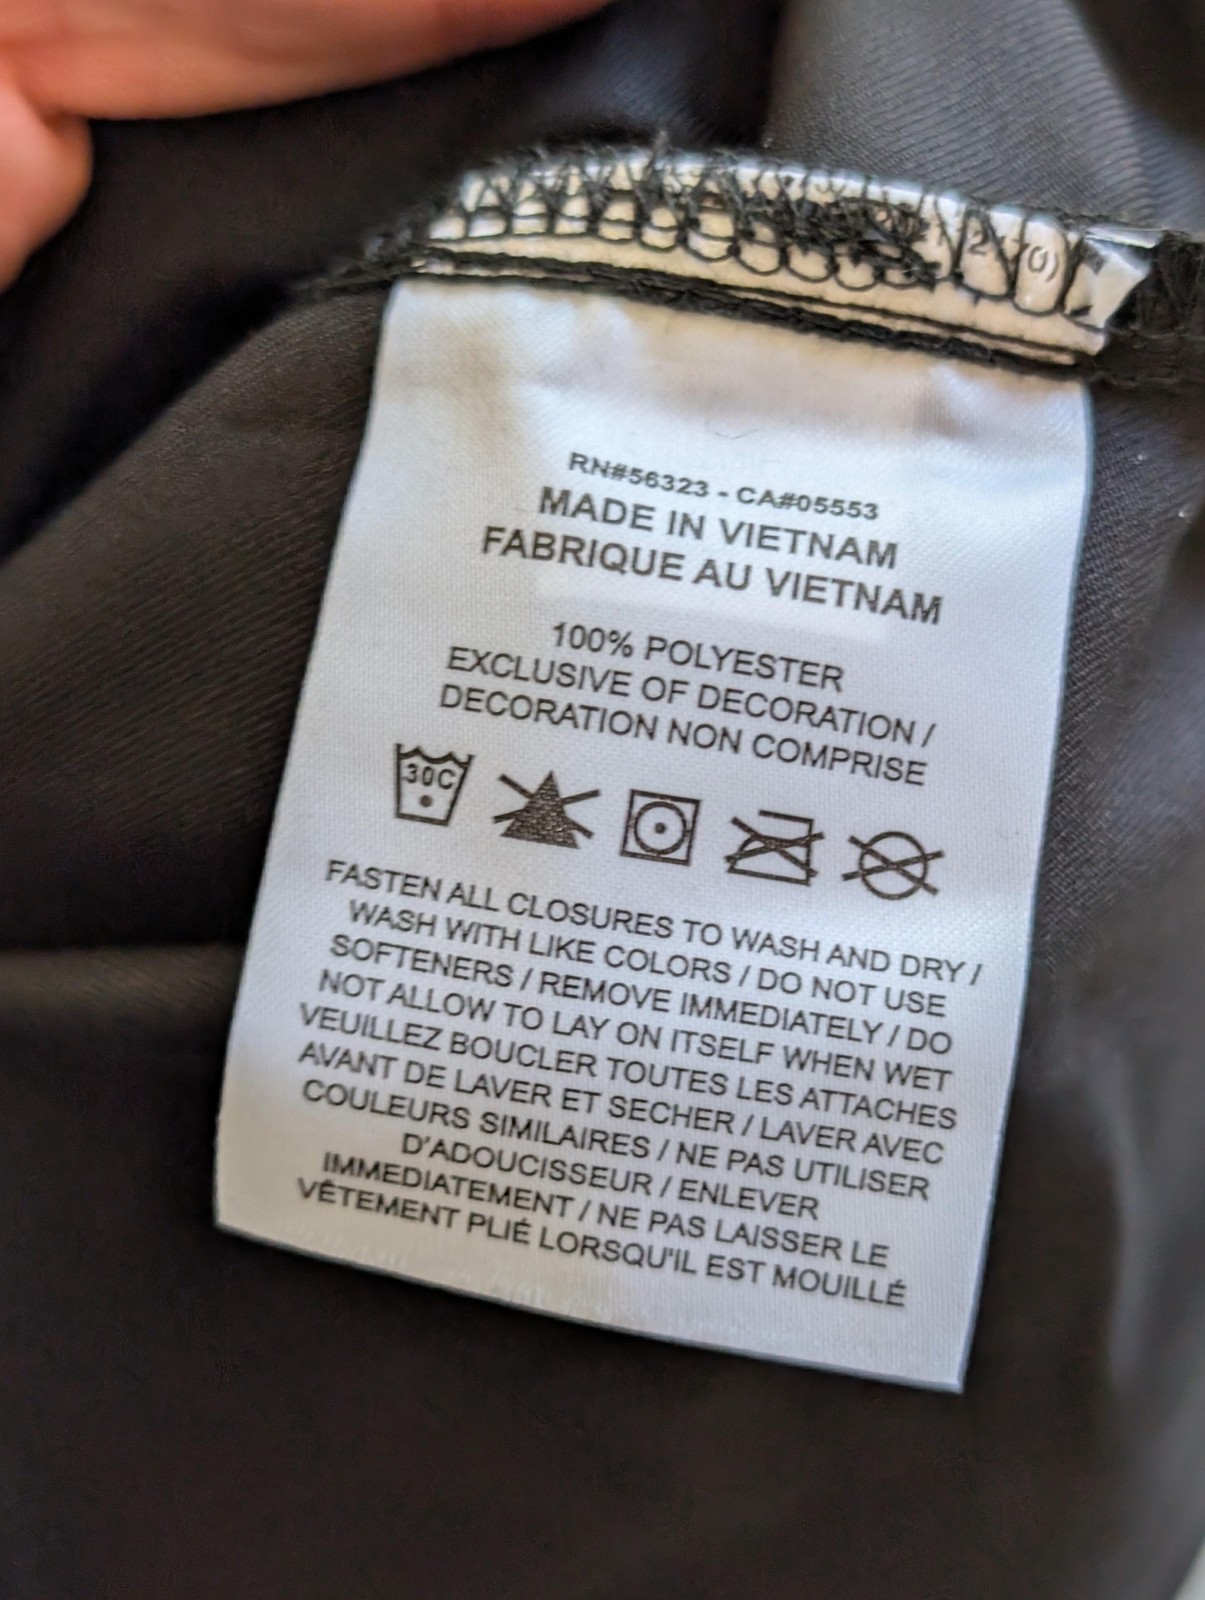 RN#56323 - CA#05553
MADE IN VIETNAM
FABRIQUE AU VIETNAM
100% POLYESTER
EXCLUSIVE OF DECORATION /
DECORATION NON COMPRISE
30C
FASTEN ALL CLOSURES TO WASH AND DRY /
WASH WITH LIKE COLORS / DO NOT USE
SOFTENERS / REMOVE IMMEDIATELY / DO
NOT ALLOW TO LAY ON ITSELF WHEN WET
VEUILLEZ BOUCLER TOUTES LES ATTACHES
AVANT DE LAVER ET SECHER / LAVER AVEC
COULEURS SIMILAIRES / NE PAS UTILISER
D'ADOUCISSEUR / ENLEVER
IMMEDIATEMENT / NE PAS LAISSER LE
VÊTEMENT PLIÉ LORSQU'IL EST MOUILLÉ